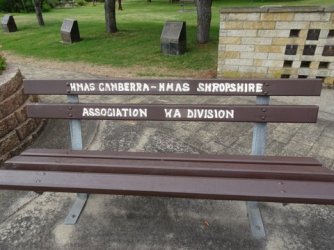 HMAS CANBERRA-HMAS SHROPSHIRE
ASSOCIATION WA DIVISION